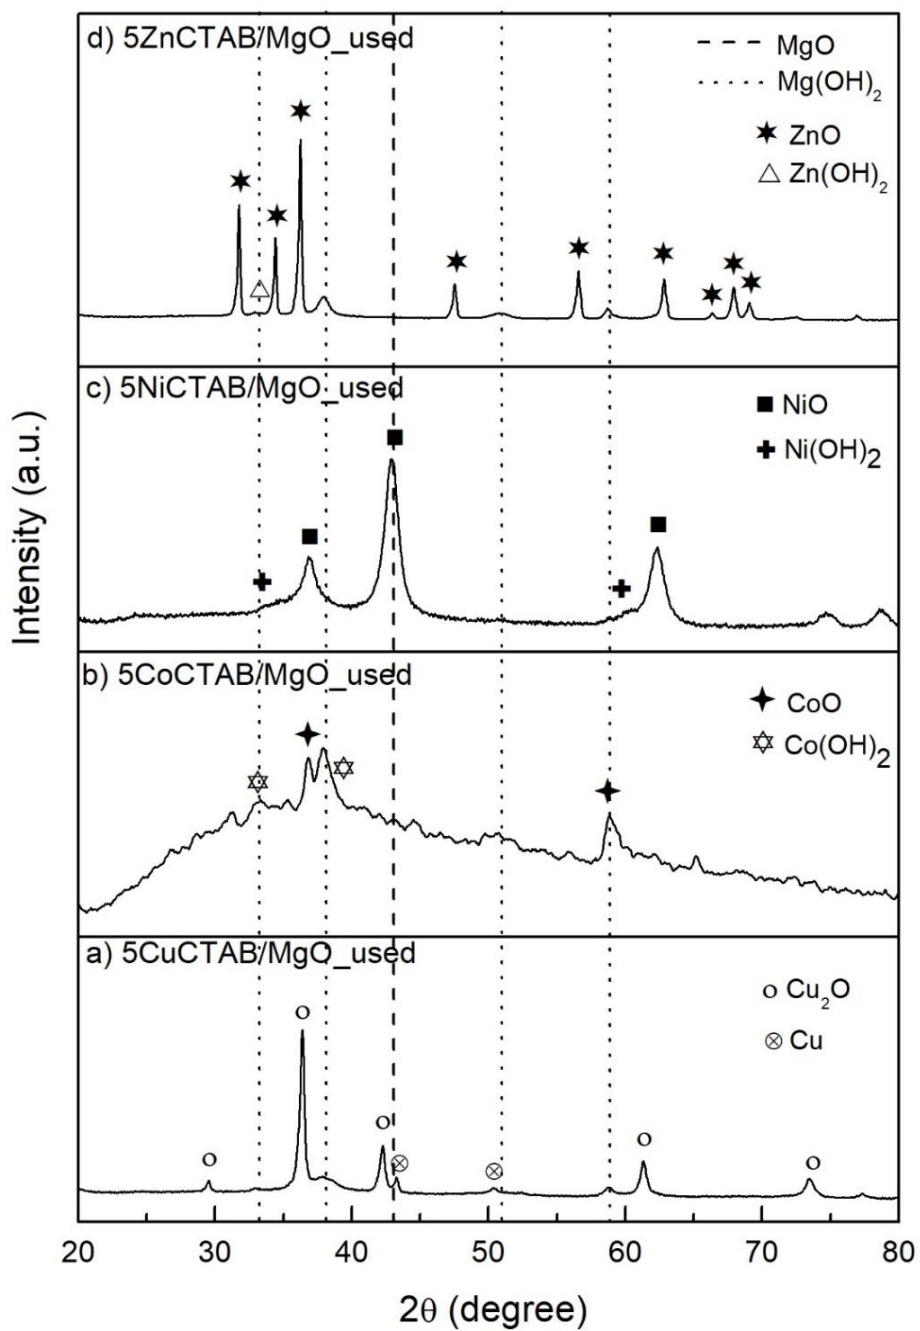 d) 5ZnCTAB/MgO_used
MgO
Mg(OH)₂
ZnO
Zn(OH)₂
c) 5NiCTAB/MgO_used
NiO
Ni(OH)₂
b) 5CoCTAB/MgO_used
CoO
Co(OH)₂
a) 5CuCTAB/MgO_used
Cu₂O
Cu
Intensity (a.u.)
20 30 40 50 60 70 80
2θ (degree)